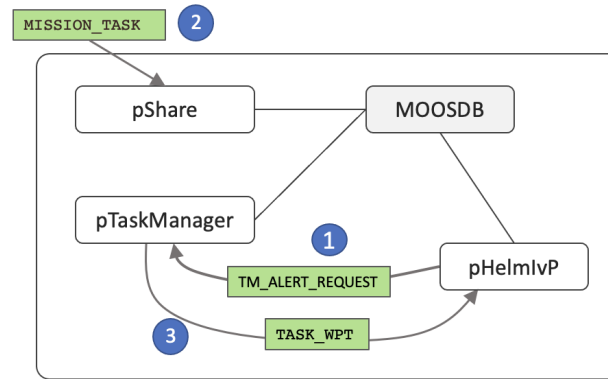 MISSION_TASK
2
pShare
MOOSDB
pTaskManager
1
pHelmIvP
TM_ALERT_REQUEST
3
TASK_WPT